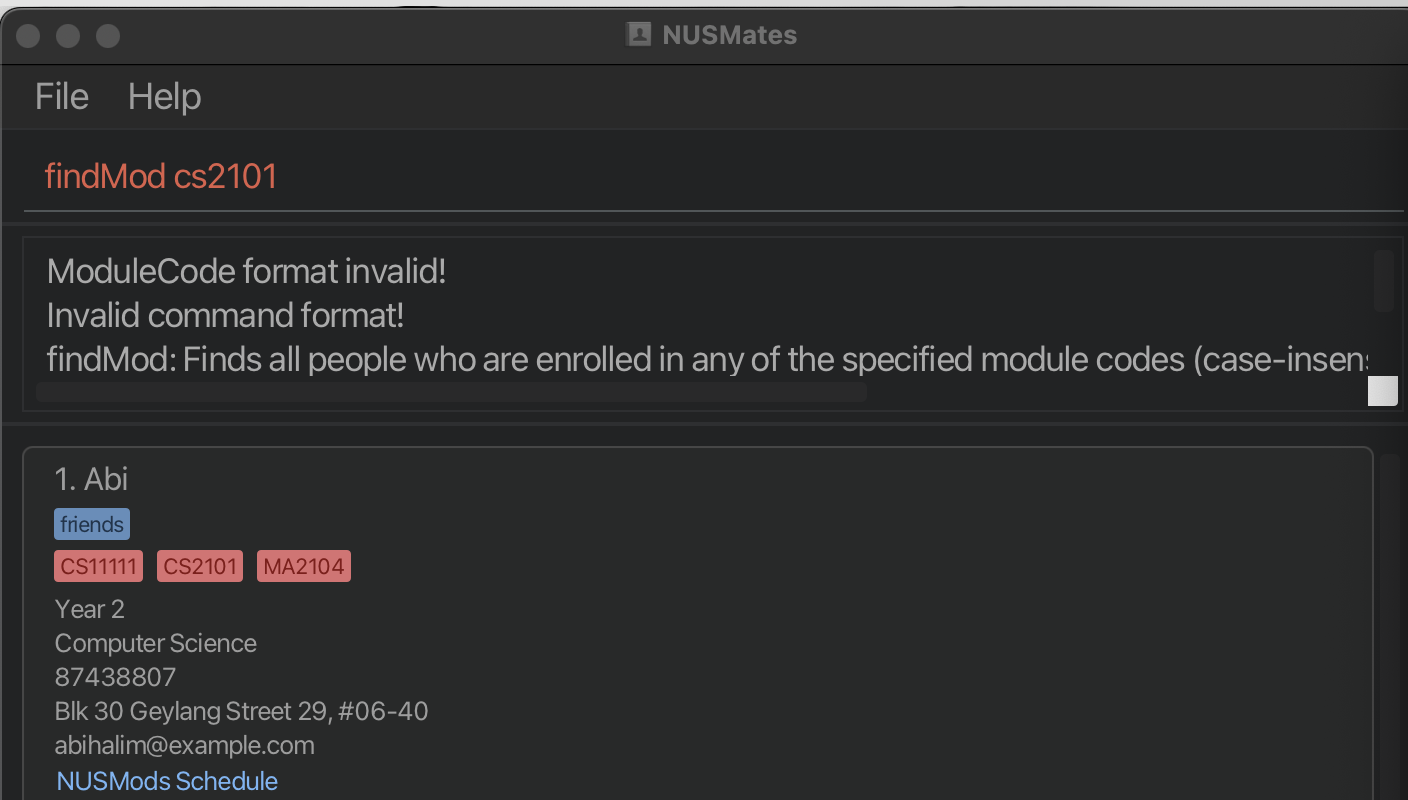 NUSMates
File Help
findMod cs2101
ModuleCode format invalid!
Invalid command format!
findMod: Finds all people who are enrolled in any of the specified module codes (case-insens
1. Abi
friends
CS11111 CS2101 MA2104
Year 2
Computer Science
87438807
Blk 30 Geylang Street 29, #06-40
abihalim@example.com
NUSMods Schedule